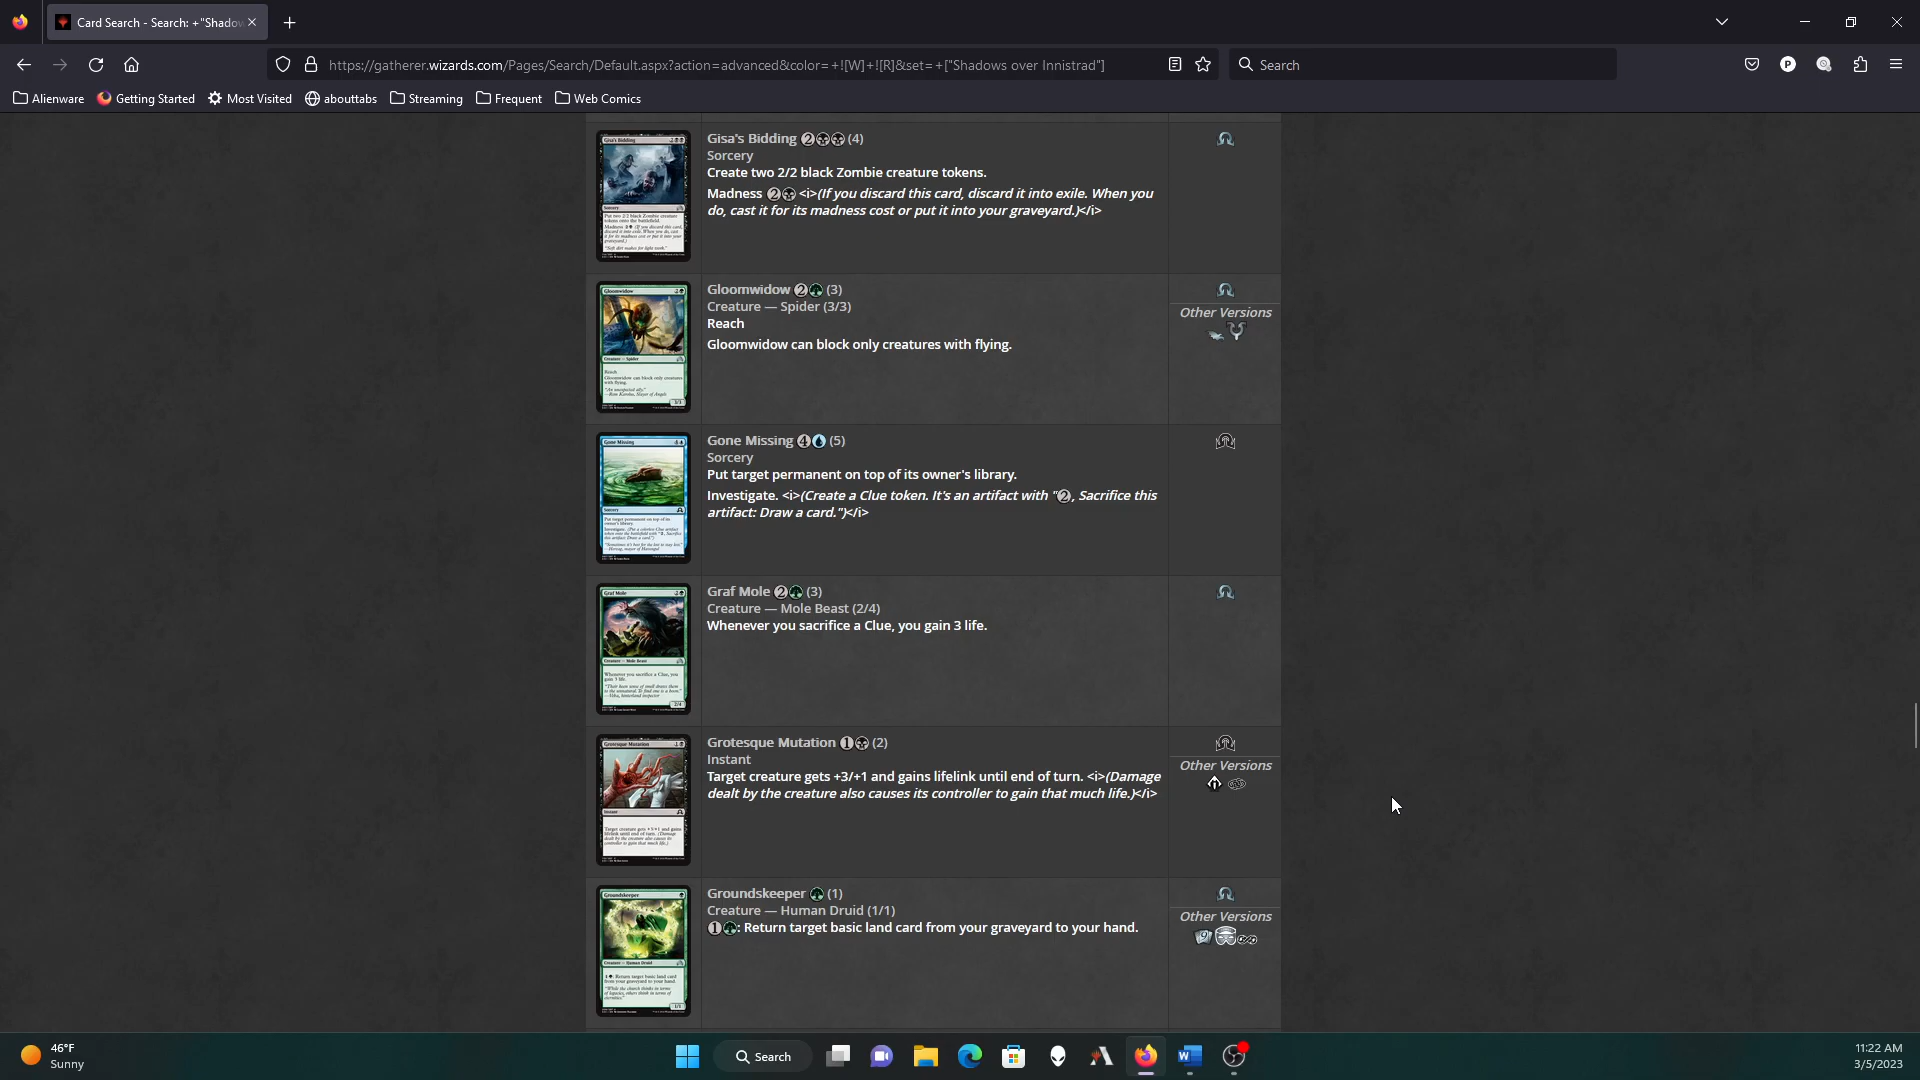 Card Search - Search: +"Shadow
https://gatherer.wizards.com/Pages/Search/Default.aspx?action=advanced&color=+![W]+![R]&set=+["Shadows over Innistrad"]
Search
Alienware
Getting Started
Most Visited
abouttabs
Streaming
Frequent
Web Comics
Gisa's Bidding 2 (4)
Sorcery
Create two 2/2 black Zombie creature tokens.
Madness 2 <i>(If you discard this card, discard it into exile. When you
do, cast it for its madness cost or put it into your graveyard.)</i>
Gloomwidow 2 (3)
Creature — Spider (3/3)
Reach
Gloomwidow can block only creatures with flying.
Other Versions
Gone Missing 4 (5)
Sorcery
Put target permanent on top of its owner's library.
Investigate. <i>(Create a Clue token. It's an artifact with "2, Sacrifice this
artifact: Draw a card.")</i>
Graf Mole 2 (3)
Creature — Mole Beast (2/4)
Whenever you sacrifice a Clue, you gain 3 life.
Grotesque Mutation 1 (2)
Instant
Target creature gets +3/+1 and gains lifelink until end of turn. <i>(Damage
dealt by the creature also causes its controller to gain that much life.)</i>
Other Versions
Groundskeeper (1)
Creature — Human Druid (1/1)
1: Return target basic land card from your graveyard to your hand.
Other Versions
46°F
Sunny
Search
11:22 AM
3/5/2023